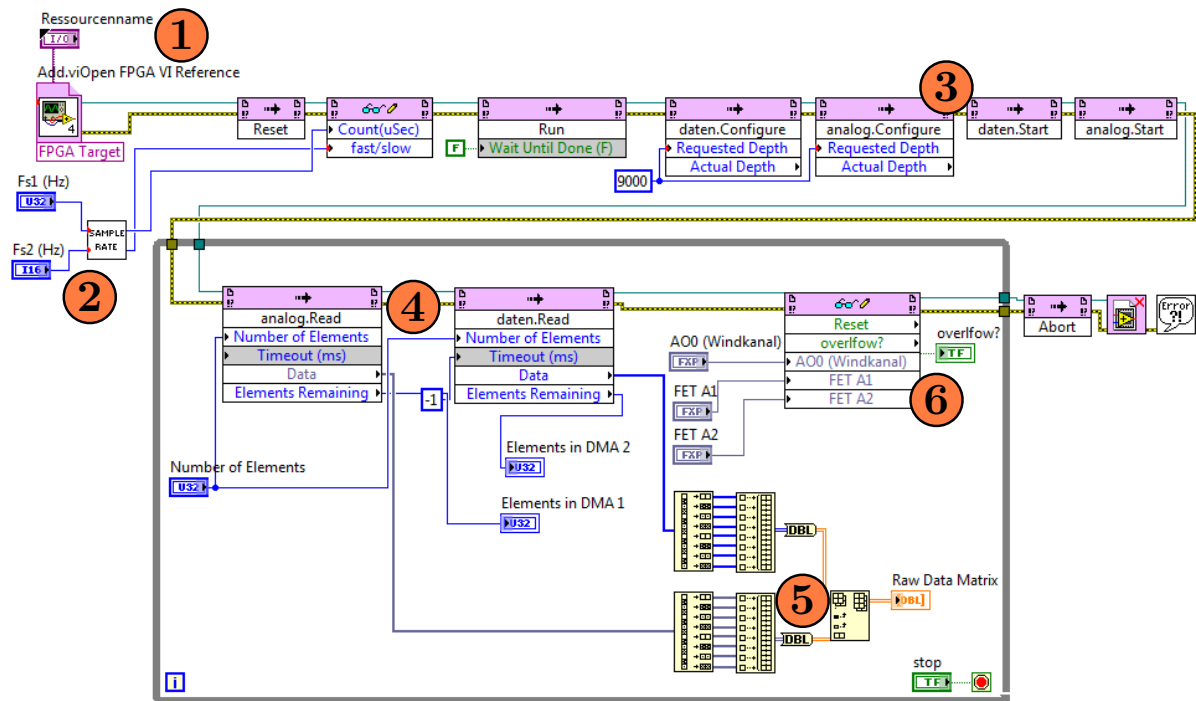 Ressourcenname
1
I/O
Add.viOpen FPGA VI Reference
4
FPGA Target
Reset
Count(uSec)
fast/slow
Run
Wait Until Done (F)
F
daten.Configure
Requested Depth
Actual Depth
9000
analog.Configure
Requested Depth
Actual Depth
3
daten.Start
analog.Start
Fs1 (Hz)
U32
SAMPLE
RATE
Fs2 (Hz)
I16
2
analog.Read
Number of Elements
Timeout (ms)
Data
Elements Remaining
4
-1
daten.Read
Number of Elements
Timeout (ms)
Data
Elements Remaining
Reset
overlfow?
AO0 (Windkanal)
FET A1
FET A2
AO0 (Windkanal)
FXP
FET A1
FXP
FET A2
FXP
overlfow?
TF
6
Abort
Error
?!
Number of Elements
U32
Elements in DMA 2
U32
Elements in DMA 1
U32
DBL
5
DBL
Raw Data Matrix
DBL]
stop
TF
i